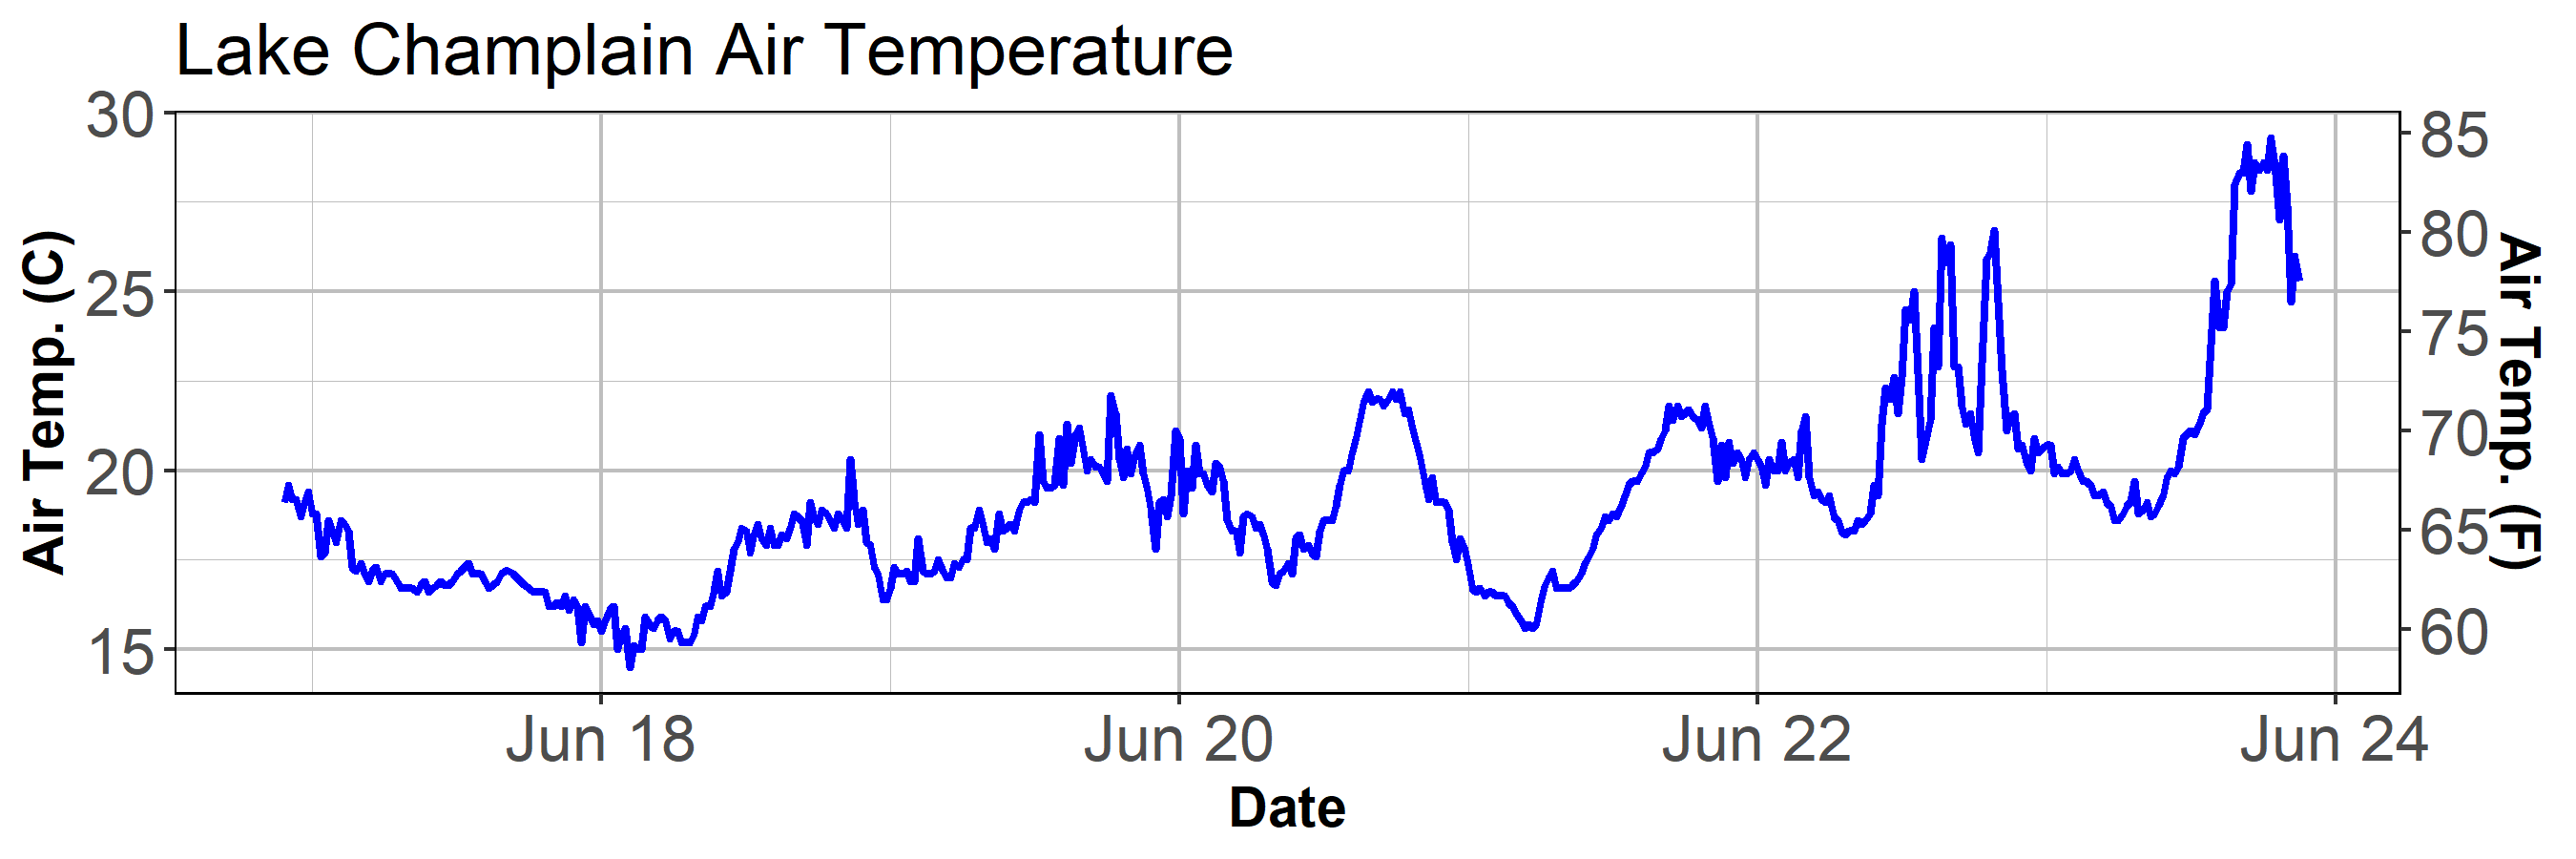 Lake Champlain Air Temperature
30
25
20
15
Air Temp. (C)
85
80
75
70
65
60
Air Temp. (F)
Jun 18 Jun 20 Jun 22 Jun 24
Date